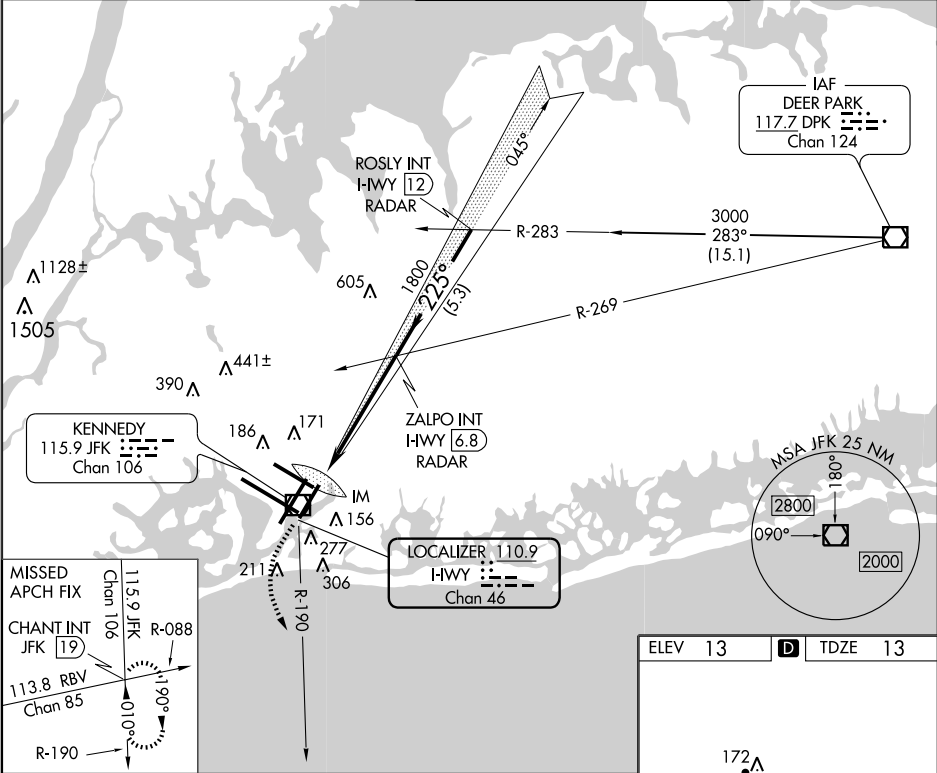 IAF
DEER PARK
117.7 DPK
Chan 124
ROSLY INT
I-IWY 12
RADAR
045°
R-283
3000
283°
(15.1)
1128±
1505
605
1800
225°
(5.3)
R-269
441±
390
KENNEDY
115.9 JFK
Chan 106
186
171
ZALPO INT
I-IWY 6.8
RADAR
MSA JFK 25 NM
180°
2800
090°
2000
IM
156
277
211
306
R-190
LOCALIZER 110.9
I-IWY
Chan 46
MISSED
APCH FIX
115.9 JFK
Chan 106
CHANT INT
JFK 19
R-088
113.8 RBV
Chan 85
190°
010°
R-190
ELEV 13
D
TDZE 13
172